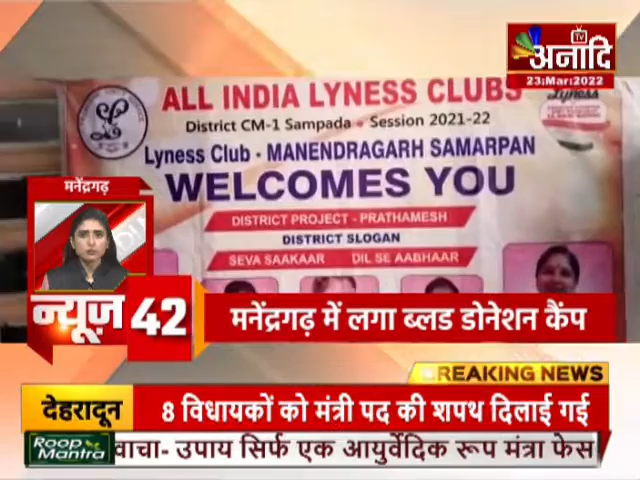 TV
अनादि
23:Mar:2022
ALL INDIA LYNESS CLUBS
District CM-1 Sampada - Session 2021-22
Lyness
Lyness Club - MANENDRAGARH SAMARPAN
WELCOMES YOU
DISTRICT PROJECT - PRATHAMESH
DISTRICT SLOGAN
SEVA SAAKAAR DIL SE AABHAAR
मनेंद्रगढ़
न्यूज़ 42
मनेंद्रगढ़ में लगा ब्लड डोनेशन कैंप
BREAKING NEWS
देहरादून
8 विधायकों को मंत्री पद की शपथ दिलाई गई
Roop Mantra
वाचा- उपाय सिर्फ एक आयुर्वेदिक रूप मंत्रा फेस